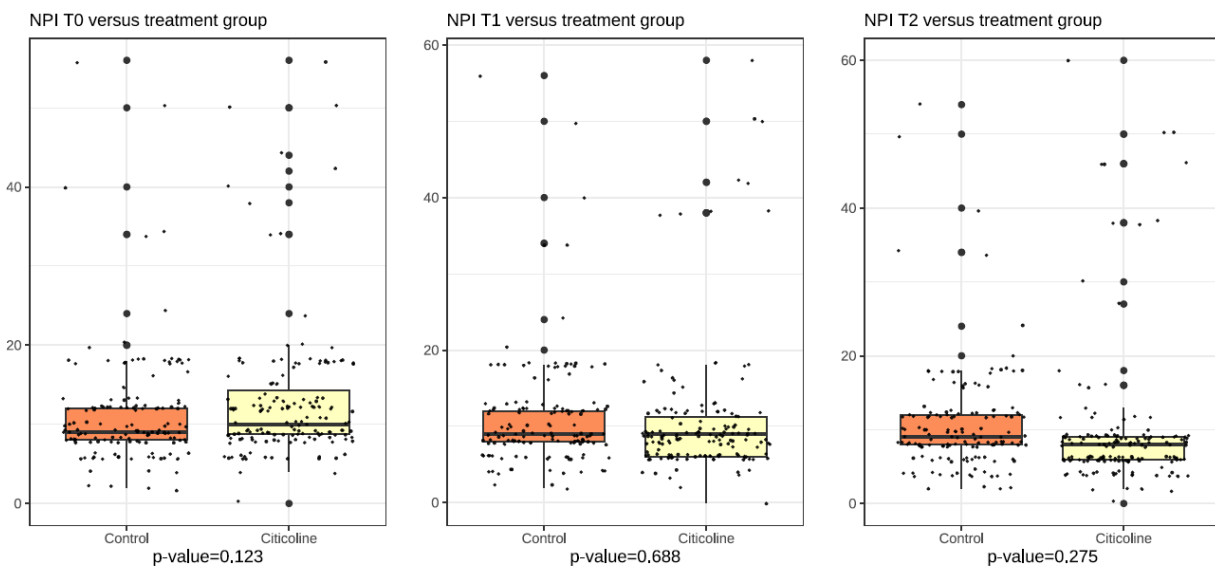 NPI T0 versus treatment group
40
20
0
Control
Citicoline
p-value=0.123
NPI T1 versus treatment group
60
40
20
0
Control
Citicoline
p-value=0.688
NPI T2 versus treatment group
60
40
20
0
Control
Citicoline
p-value=0.275